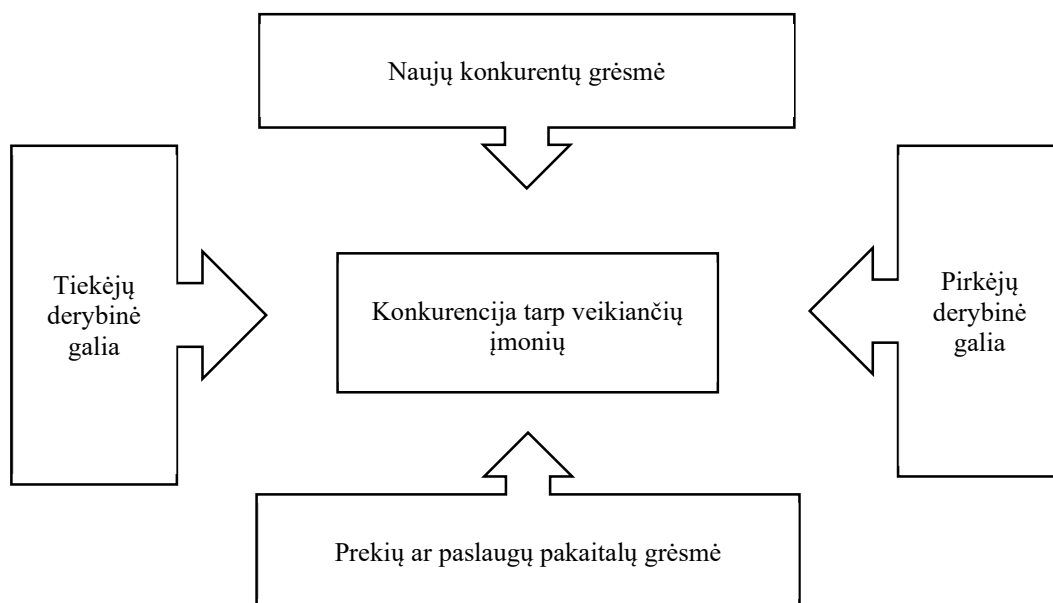 Naujų konkurentų grėsmė
Tiekėjų
derybinė
galia
Konkurencija tarp veikiančių
įmonių
Pirkėjų
derybinė
galia
Prekių ar paslaugų pakaitalų grėsmė